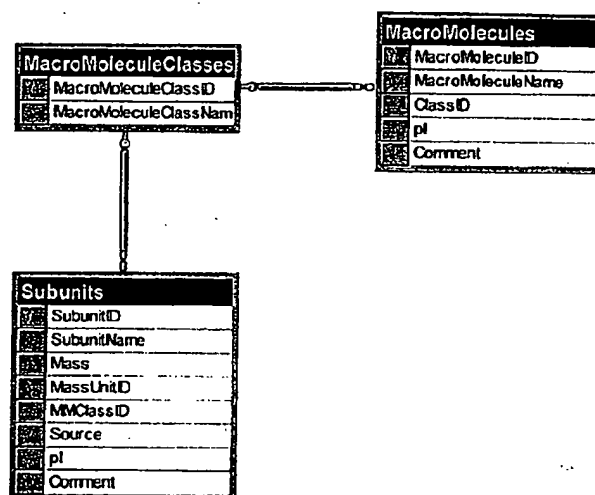 MacroMoleculeClasses
MacroMoleculeClassID
MacroMoleculeClassNam
MacroMolecules
MacroMoleculeID
MacroMoleculeName
ClassID
pI
Comment
Subunits
SubunitID
SubunitName
Mass
MassUnitID
MMClassID
Source
pI
Comment